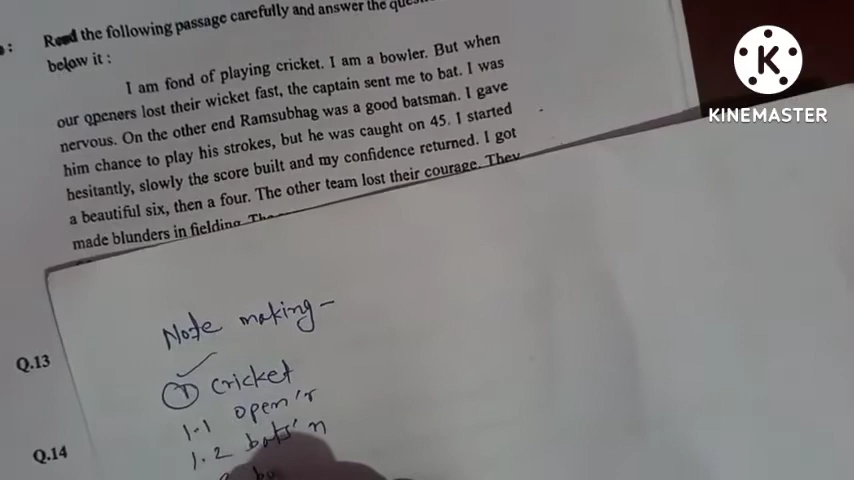 Read the following passage carefully and answer the
below it :
I am fond of playing cricket. I am a bowler. But when
our openers lost their wicket fast, the captain sent me to bat. I was
nervous. On the other end Ramsubhag was a good batsman. I gave
him chance to play his strokes, but he was caught on 45. I started
hesitantly, slowly the score built and my confidence returned. I got
a beautiful six, then a four. The other team lost their courage. They
made blunders in fielding.
Note making -
Q.13
① cricket
1.1 open'r
1.2 bats'n
Q.14
K
KINEMASTER